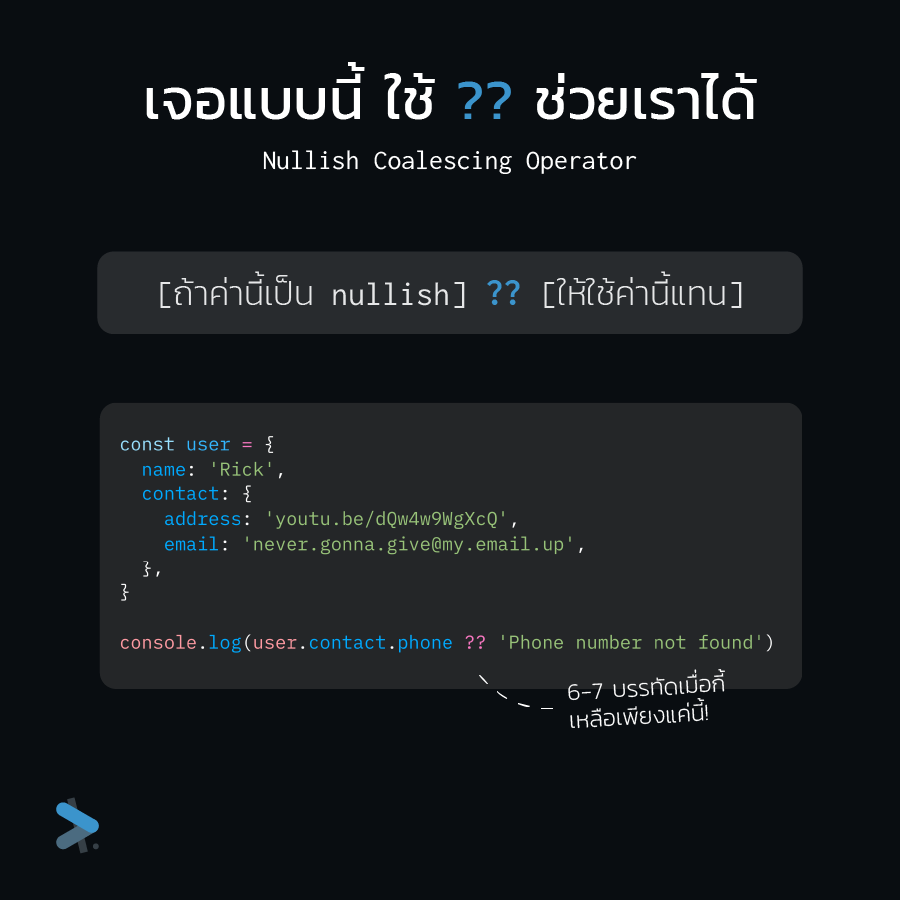 เจอแบบนี้ ใช้ ?? ช่วยเราได้
Nullish Coalescing Operator
[ถ้าค่านี้เป็น nullish] ?? [ให้ใช้ค่านี้แทน]
const user = {
  name: 'Rick',
  contact: {
    address: 'youtu.be/dQw4w9WgXcQ',
    email: 'never.gonna.give@my.email.up',
  },
}
console.log(user.contact.phone ?? 'Phone number not found')
6-7 บรรทัดเมื่อกี้
เหลือเพียงแค่นี้!